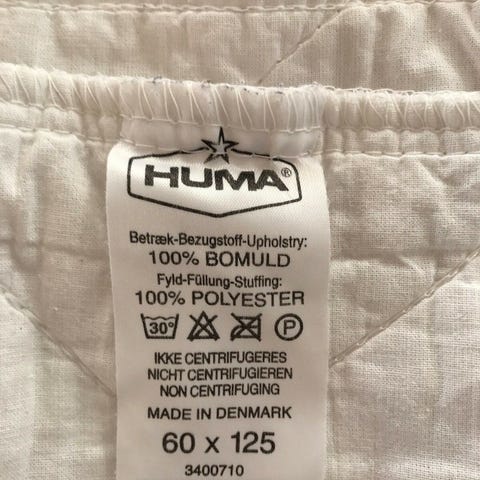 HUMA®
Betræk-Bezugstoff-Upholstry:
100% BOMULD
Fyld-Füllung-Stuffing:
100% POLYESTER
30° P
IKKE CENTRIFUGERES
NICHT CENTRIFUGIEREN
NON CENTRIFUGING
MADE IN DENMARK
60 x 125
3400710